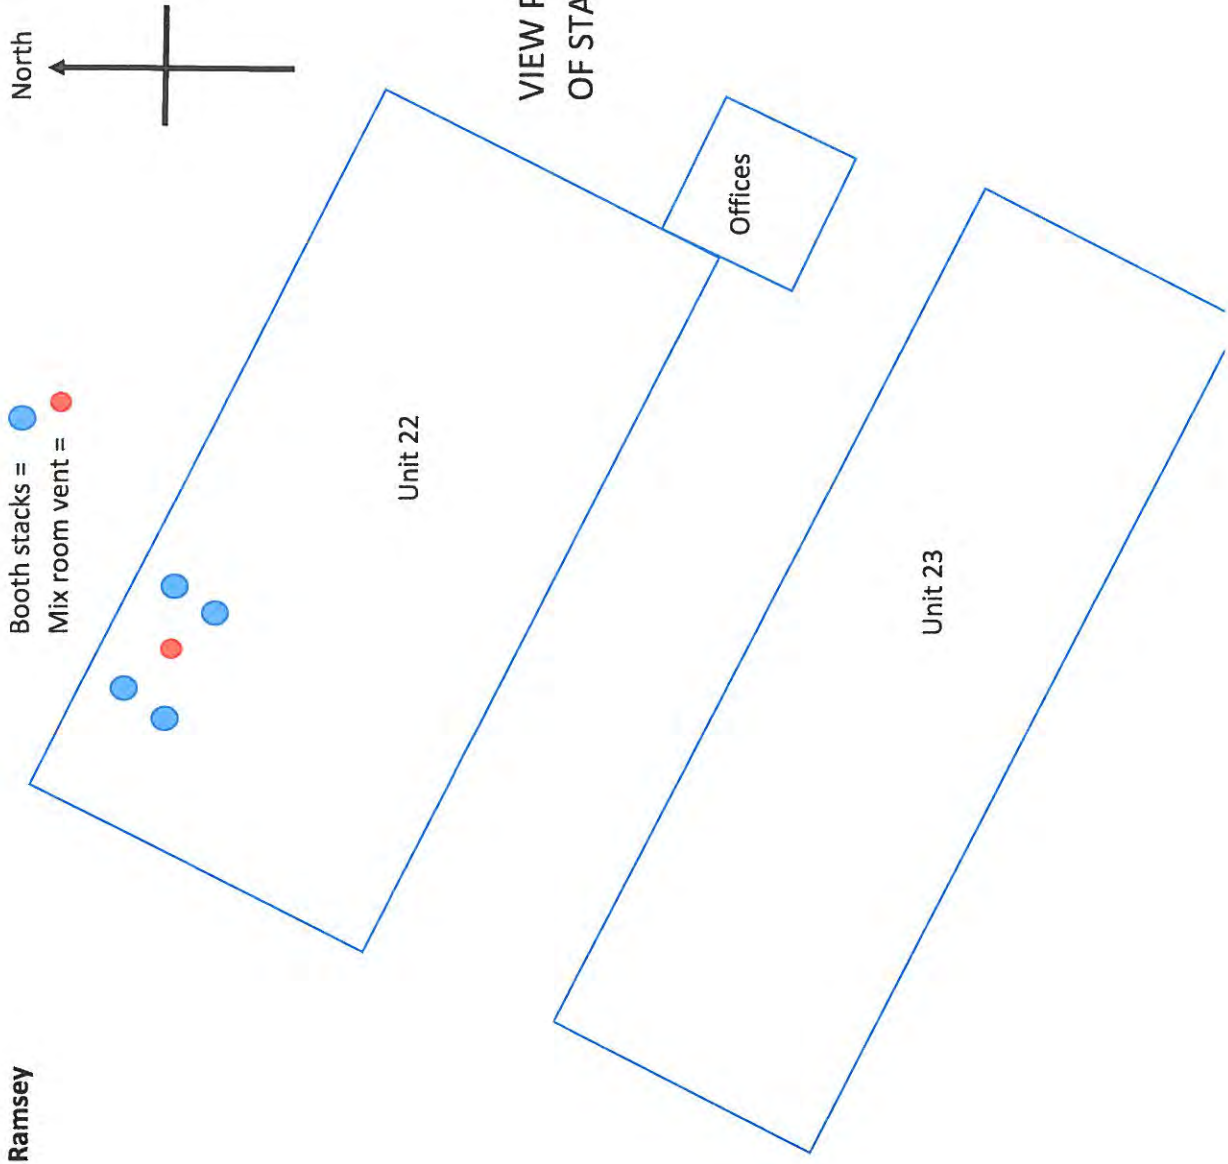 Ramsey
Booth stacks =
North
Mix room vent =
Unit 22
VIEW
OF STA
Offices
Unit 23